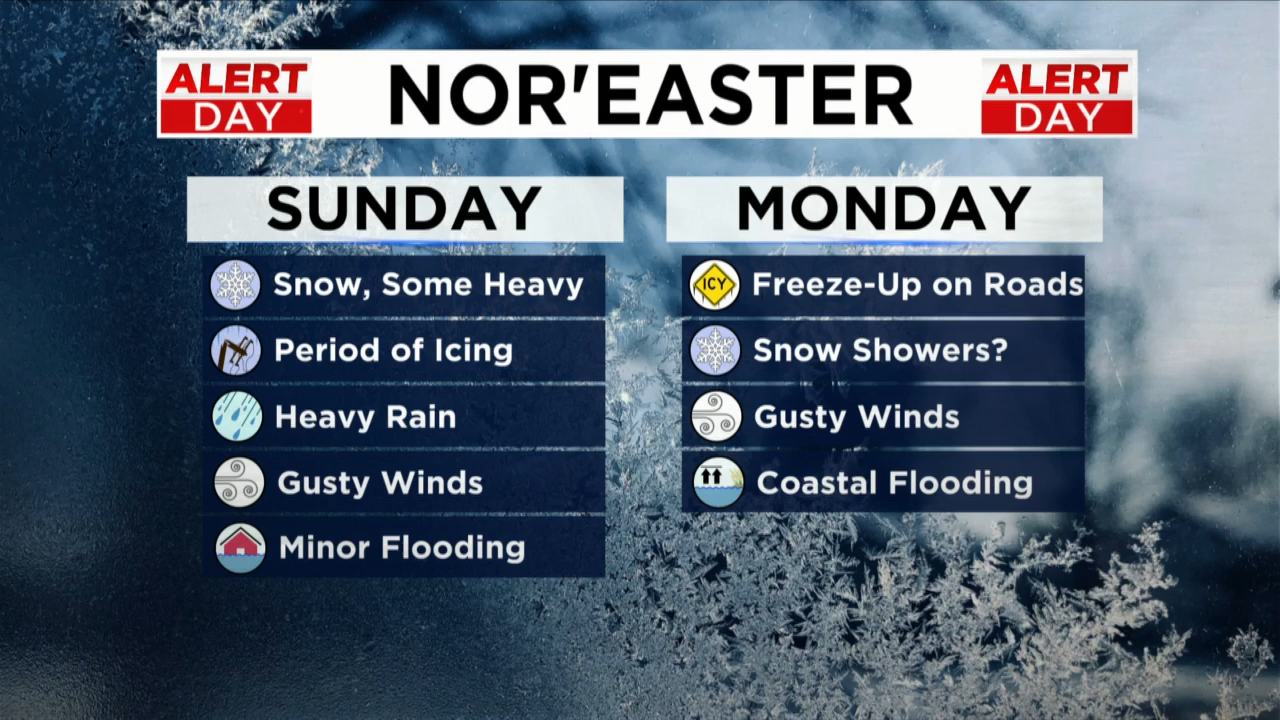 ALERT
DAY
NOR'EASTER
ALERT
DAY
SUNDAY
Snow, Some Heavy
Period of Icing
Heavy Rain
Gusty Winds
Minor Flooding
MONDAY
ICY
Freeze-Up on Roads
Snow Showers?
Gusty Winds
Coastal Flooding